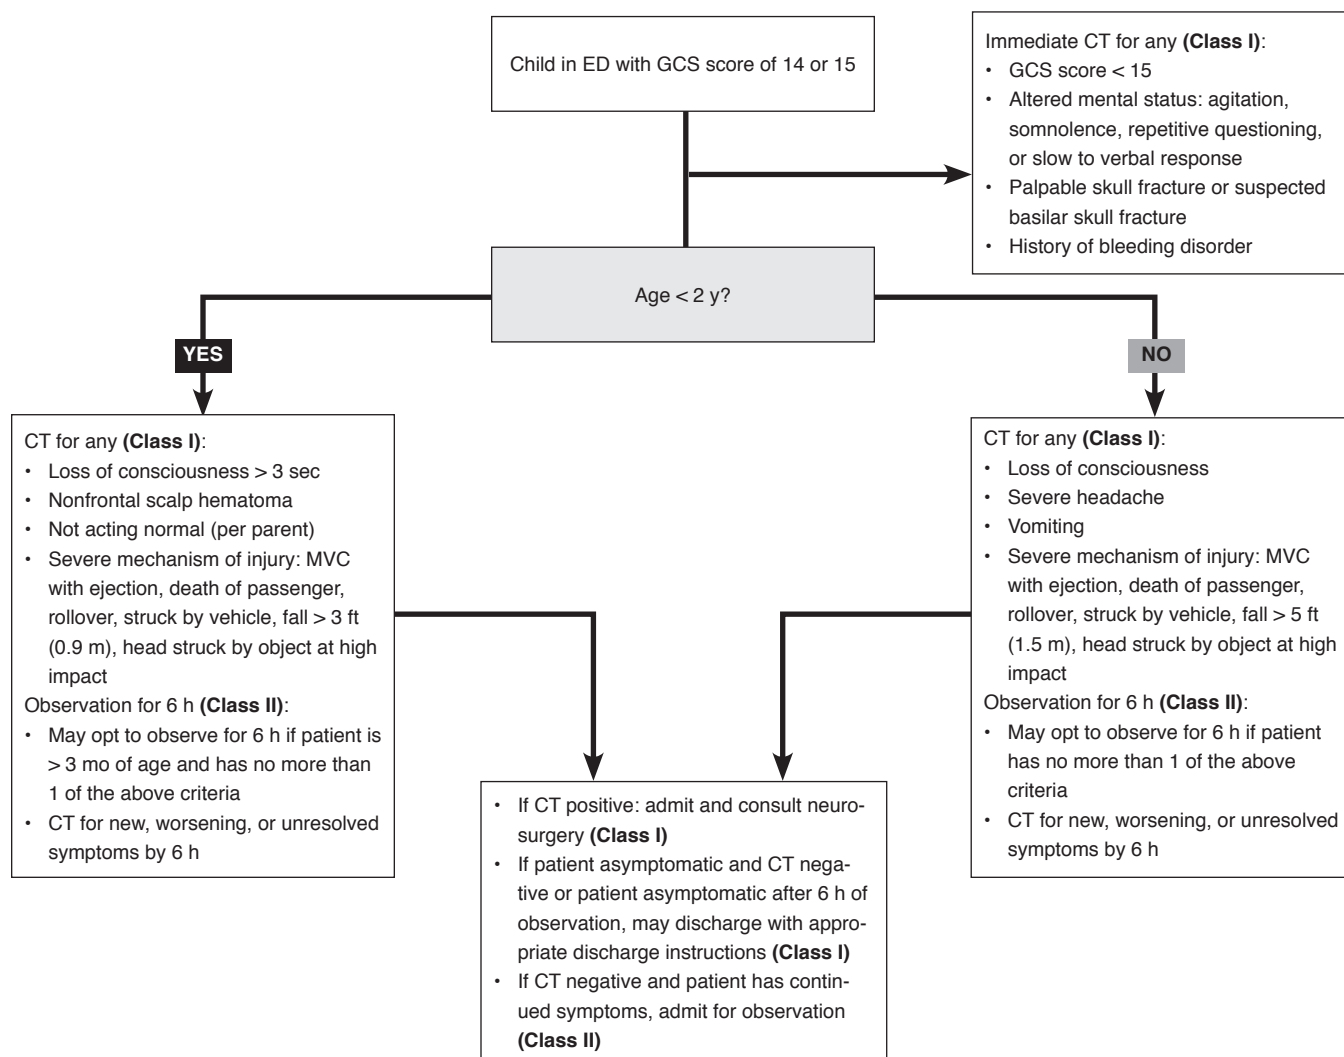 Child in ED with GCS score of 14 or 15
Immediate CT for any (Class I):
• GCS score < 15
• Altered mental status: agitation,
somnolence, repetitive questioning,
or slow to verbal response
• Palpable skull fracture or suspected
basilar skull fracture
• History of bleeding disorder
Age < 2 y?
YES
NO
CT for any (Class I):
• Loss of consciousness > 3 sec
• Nonfrontal scalp hematoma
• Not acting normal (per parent)
• Severe mechanism of injury: MVC
with ejection, death of passenger,
rollover, struck by vehicle, fall > 3 ft
(0.9 m), head struck by object at high
impact
Observation for 6 h (Class II):
• May opt to observe for 6 h if patient is
> 3 mo of age and has no more than
1 of the above criteria
• CT for new, worsening, or unresolved
symptoms by 6 h
CT for any (Class I):
• Loss of consciousness
• Severe headache
• Vomiting
• Severe mechanism of injury: MVC
with ejection, death of passenger,
rollover, struck by vehicle, fall > 5 ft
(1.5 m), head struck by object at high
impact
Observation for 6 h (Class II):
• May opt to observe for 6 h if patient
has no more than 1 of the above
criteria
• CT for new, worsening, or unresolved
symptoms by 6 h
• If CT positive: admit and consult neuro-
surgery (Class I)
• If patient asymptomatic and CT nega-
tive or patient asymptomatic after 6 h of
observation, may discharge with appro-
priate discharge instructions (Class I)
• If CT negative and patient has contin-
ued symptoms, admit for observation
(Class II)